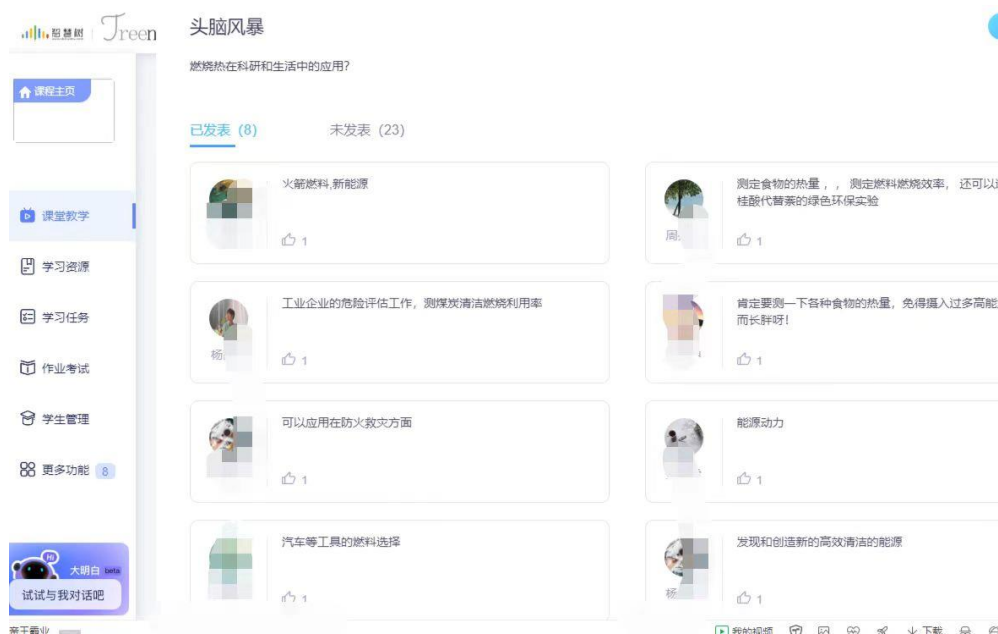 智慧树
Treen
头脑风暴
燃烧热在科研和生活中的应用?
课程主页
已发表 (8)
未发表 (23)
课堂教学
学习资源
学习任务
作业考试
学生管理
更多功能 8
火箭燃料,新能源
1
测定食物的热量，，测定燃料燃烧效率， 还可以
桂酸代替萘的绿色环保实验
周
1
工业企业的危险评估工作，测煤炭清洁燃烧利用率
杨
1
肯定要测一下各种食物的热量，免得摄入过多高能
而长胖呀!
1
可以应用在防火救灾方面
1
能源动力
1
汽车等工具的燃料选择
1
发现和创造新的高效清洁的能源
杨
1
Hi
大明白 beta
试试与我对话吧
我的视频
下载